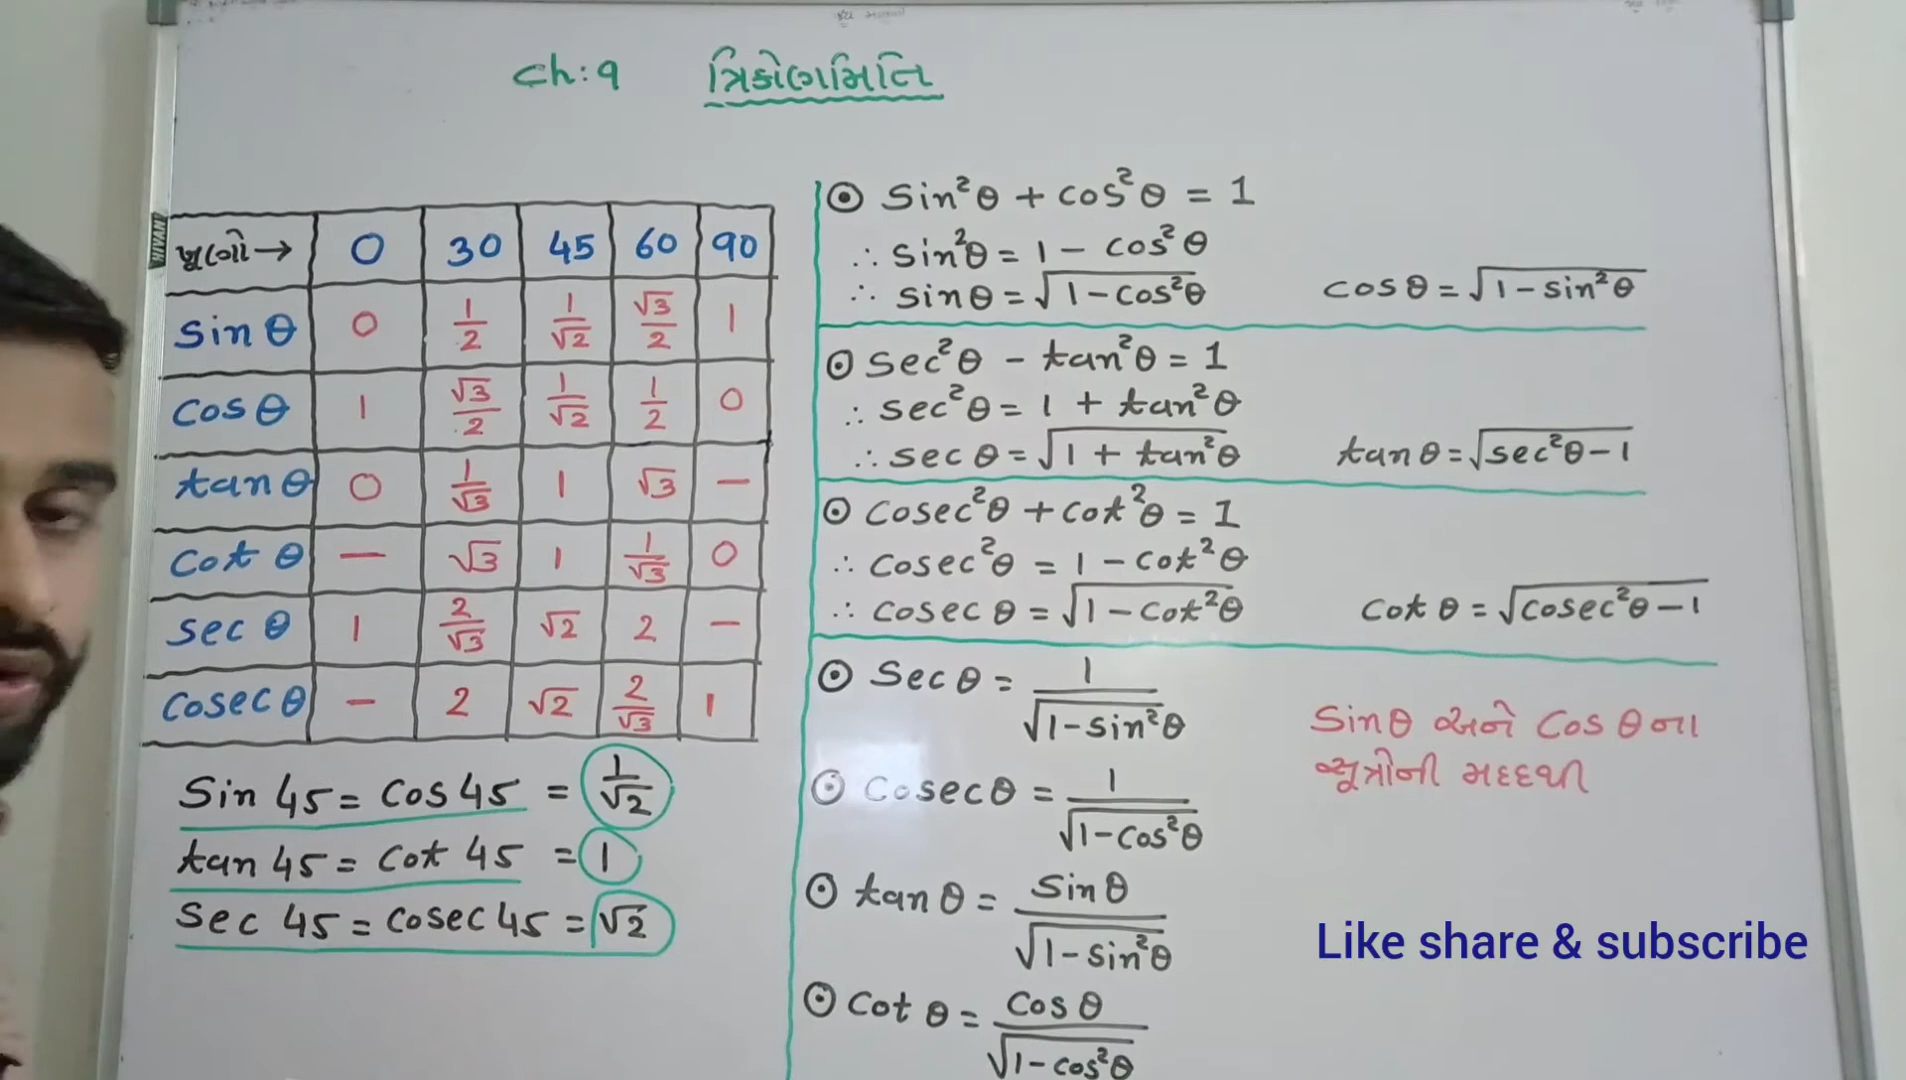 Ch: 9 ત્રિકોણમિતિ
ખૂણો → 0 30 45 60 90
Sin θ 0 1/2 1/√2 √3/2 1
Cos θ 1 √3/2 1/√2 1/2 0
tan θ 0 1/√3 1 √3 —
Cot θ — √3 1 1/√3 0
Sec θ 1 2/√3 √2 2 —
Cosec θ — 2 √2 2/√3 1
Sin 45 = Cos 45 = 1/√2
tan 45 = Cot 45 = 1
Sec 45 = Cosec 45 = √2
⊙ Sin²θ + Cos²θ = 1
∴ Sin²θ = 1 - Cos²θ
∴ Sinθ = √(1 - Cos²θ) Cosθ = √(1 - Sin²θ)
⊙ Sec²θ - tan²θ = 1
∴ Sec²θ = 1 + tan²θ
∴ Sec θ = √(1 + tan²θ) tanθ = √(sec²θ - 1)
⊙ Cosec²θ + Cot²θ = 1
∴ Cosec²θ = 1 - Cot²θ
∴ Cosec θ = √(1 - Cot²θ) Cot θ = √(Cosec²θ - 1)
⊙ Secθ = 1/√(1 - Sin²θ)
⊙ Cosecθ = 1/√(1 - Cos²θ)
⊙ tan θ = Sinθ/√(1 - Sin²θ)
⊙ Cot θ = Cosθ/√(1 - Cos²θ)
Sinθ અને Cosθ ના
સૂત્રોની મદદથી
Like share & subscribe
HIVAN